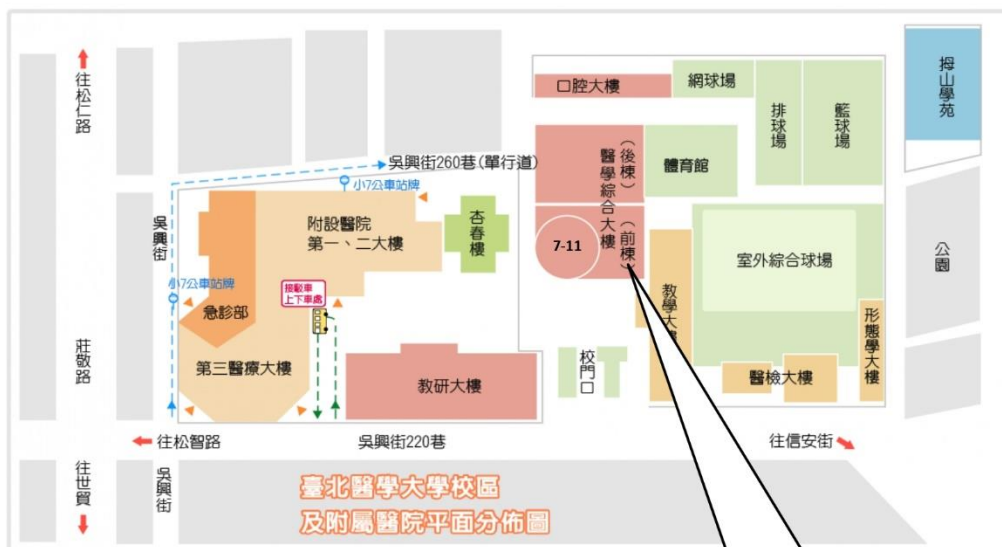 往松仁路
吳興街260巷(單行道)
小7公車站牌
吳興街
附設醫院
第一、二大樓
杏春樓
小7公車站牌
接駁車
上下車處
急診部
第三醫療大樓
教研大樓
莊敬路
口腔大樓
網球場
排球場
籃球場
拇山學苑
醫學綜合大樓
(後棟)
(前棟)
體育館
7-11
室外綜合球場
公園
教學大樓
形態學大樓
醫檢大樓
校門口
往松智路
吳興街220巷
往信安街
往世貿
吳興街
臺北醫學大學校區
及附屬醫院平面分佈圖